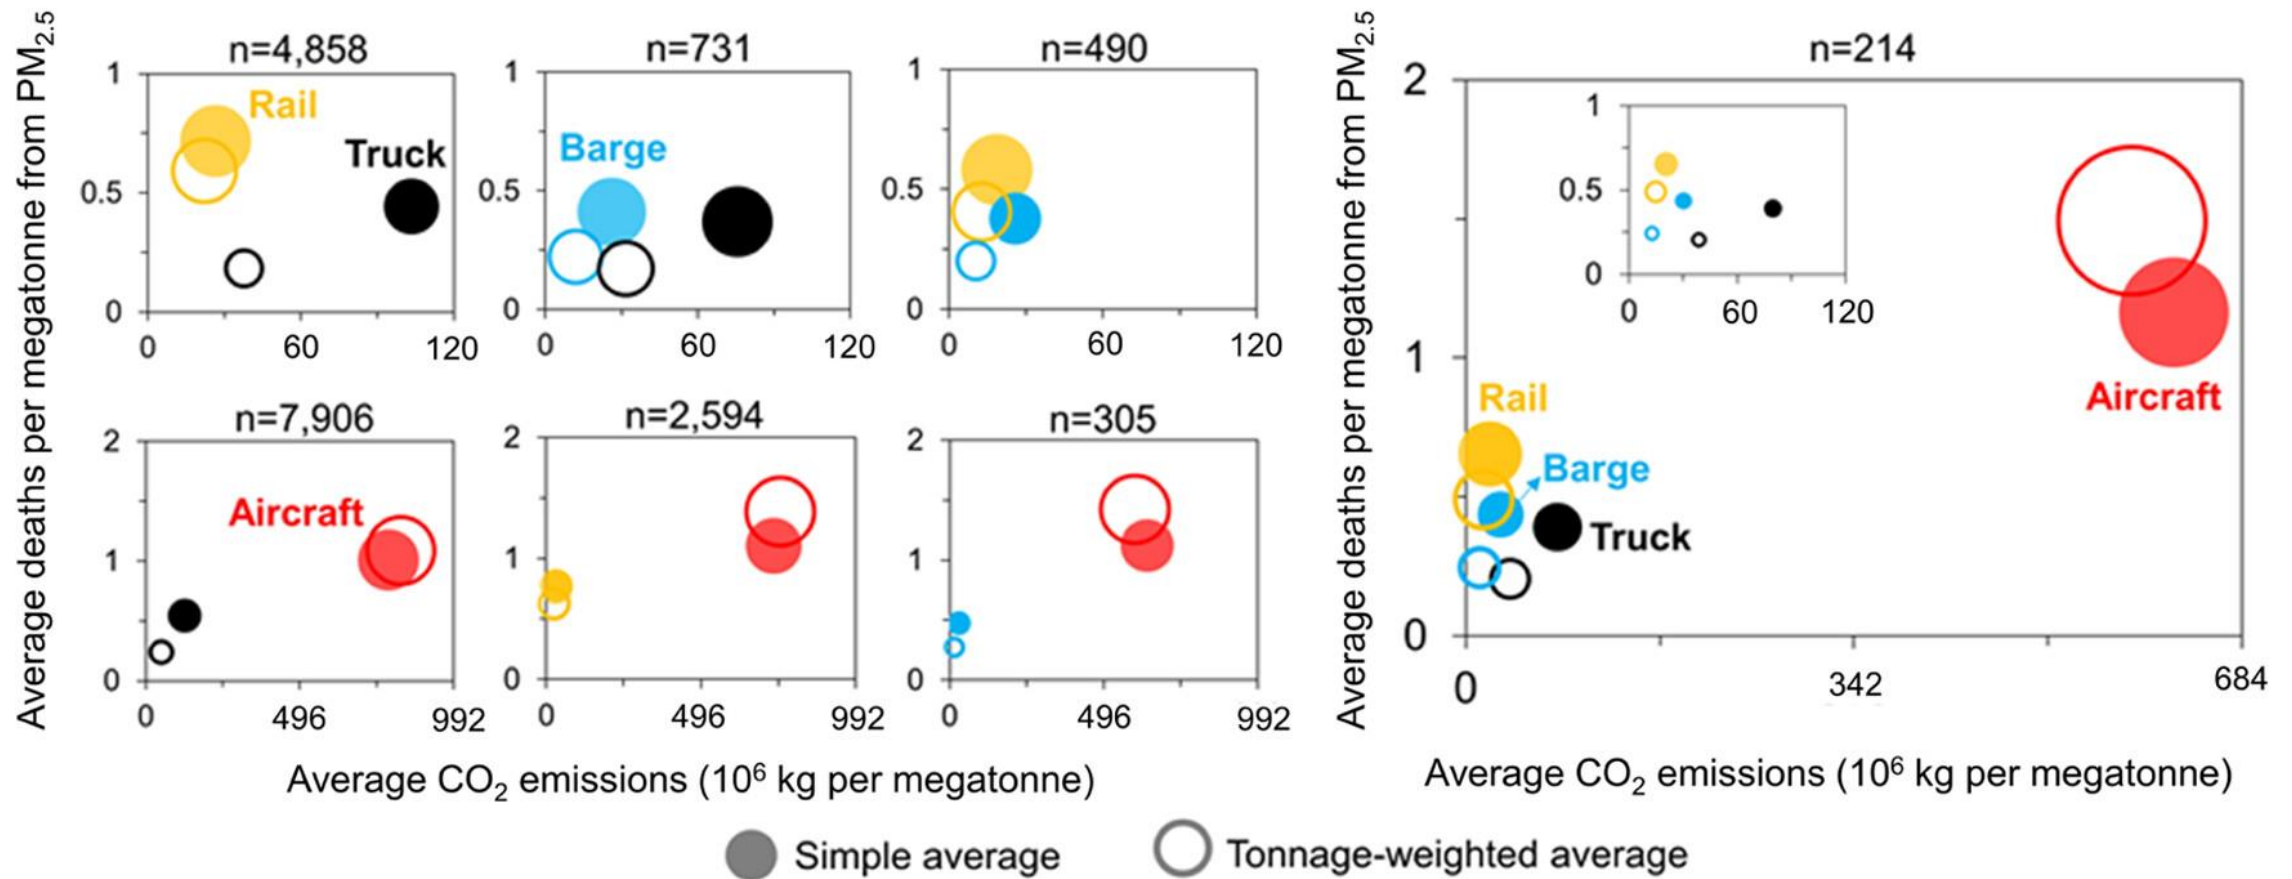 Average deaths per megatonne from PM2.5
n=4,858
1
0.5
0
0
60
120
Rail
Truck
n=731
1
0.5
0
0
60
120
Barge
n=490
1
0.5
0
0
60
120
n=7,906
2
1
0
0
496
992
Aircraft
n=2,594
2
1
0
0
496
992
n=305
2
1
0
0
496
992
Average CO2 emissions (10⁶ kg per megatonne)
Average deaths per megatonne from PM2.5
n=214
2
1
0
0
342
684
1
0.5
0
0
60
120
Rail
Barge
Truck
Aircraft
Average CO2 emissions (10⁶ kg per megatonne)
Simple average
Tonnage-weighted average